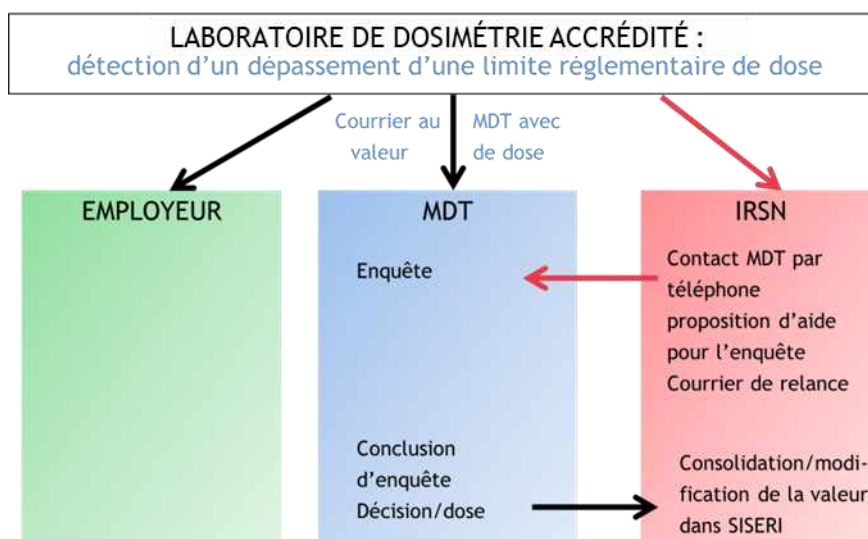 LABORATOIRE DE DOSIMÉTRIE ACCRÉDITÉ :
détection d'un dépassement d'une limite réglementaire de dose
Courrier au MDT avec
valeur de dose
EMPLOYEUR
MDT
Enquête
Conclusion
d'enquête
Décision/dose
IRSN
Contact MDT par
téléphone
proposition d'aide
pour l'enquête
Courrier de relance
Consolidation/modi-
fication de la valeur
dans SISERI